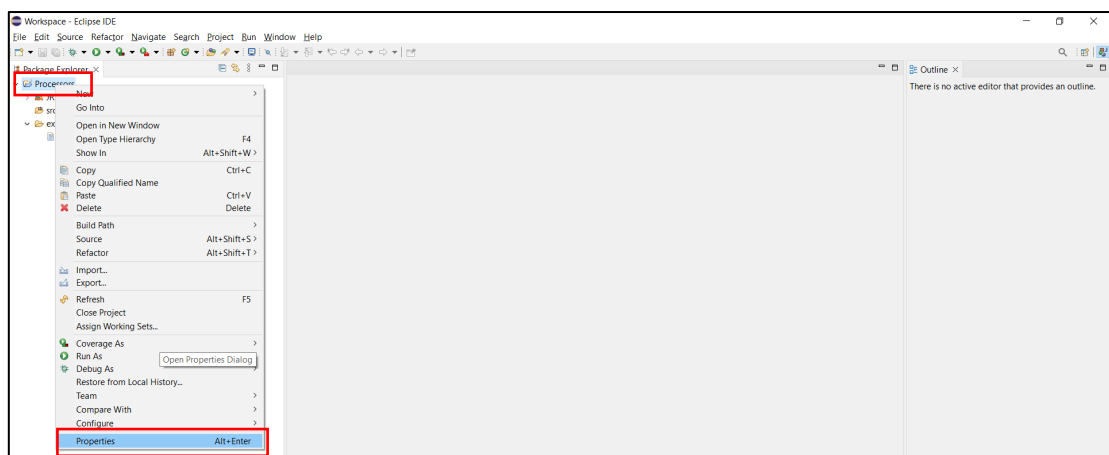 Workspace - Eclipse IDE
File Edit Source Refactor Navigate Search Project Run Window Help
Package Explorer
Outline
Processors
There is no active editor that provides an outline.
New
Go Into
src
Open in New Window
ex
Open Type Hierarchy F4
Show In Alt+Shift+W
Copy Ctrl+C
Copy Qualified Name
Paste Ctrl+V
Delete Delete
Build Path
Source Alt+Shift+S
Refactor Alt+Shift+T
Import...
Export...
Refresh F5
Close Project
Assign Working Sets...
Coverage As
Run As
Open Properties Dialog
Debug As
Restore from Local History...
Team
Compare With
Configure
Properties Alt+Enter